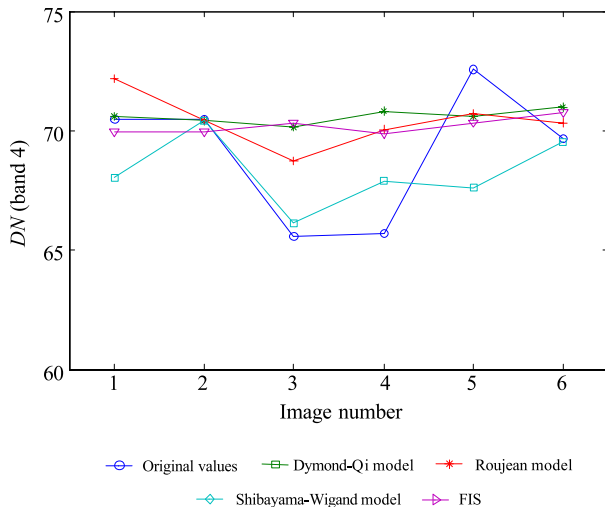 75
70
65
60
DN (band 4)
1 2 3 4 5 6
Image number
Original values Dymond-Qi model Roujean model
Shibayama-Wigand model FIS